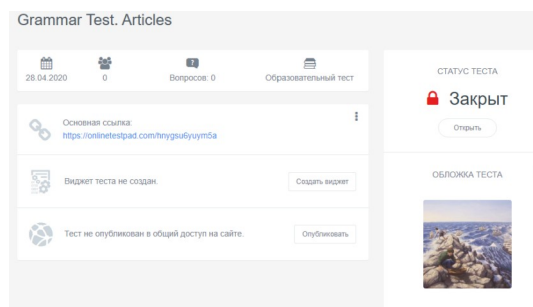 Grammar Test. Articles
28.04.2020
0
Вопросов: 0
Образовательный тест
Основная ссылка:
https://onlinetestpad.com/hnygsu6yuym5a
Виджет теста не создан.
Создать виджет
Тест не опубликован в общий доступ на сайте.
Опубликовать
СТАТУС ТЕСТА
Закрыт
Открыть
ОБЛОЖКА ТЕСТА